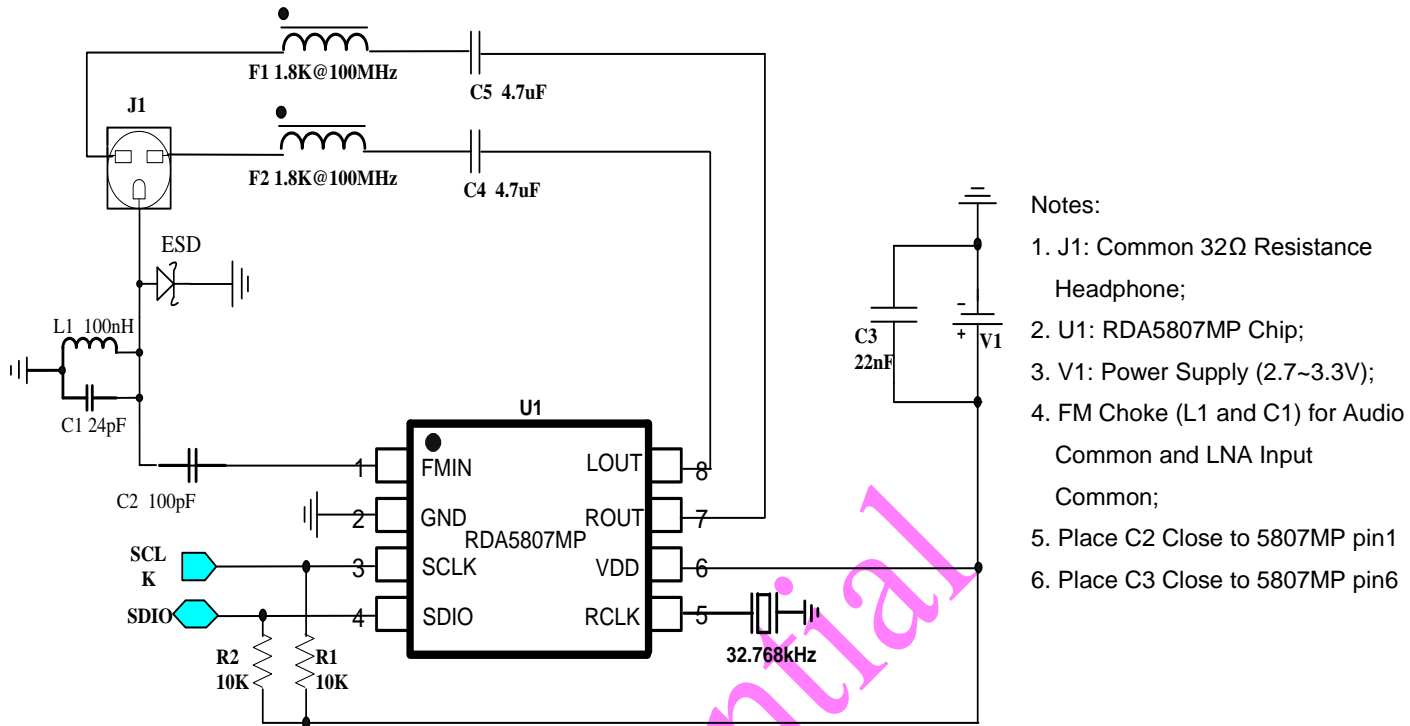 F1 1.8K@100MHz
C5 4.7uF
J1
F2 1.8K@100MHz
C4 4.7uF
ESD
L1 100nH
C1 24pF
C2 100pF
U1
1
FMIN
LOUT
8
2
GND
ROUT
7
RDA5807MP
SCL
K
3
SCLK
VDD
6
SDIO
4
SDIO
RCLK
5
32.768kHz
R2
10K
R1
10K
C3
22nF
-
+
V1
Notes:
1. J1: Common 32Ω Resistance
Headphone;
2. U1: RDA5807MP Chip;
3. V1: Power Supply (2.7~3.3V);
4. FM Choke (L1 and C1) for Audio
Common and LNA Input
Common;
5. Place C2 Close to 5807MP pin1
6. Place C3 Close to 5807MP pin6
ntial